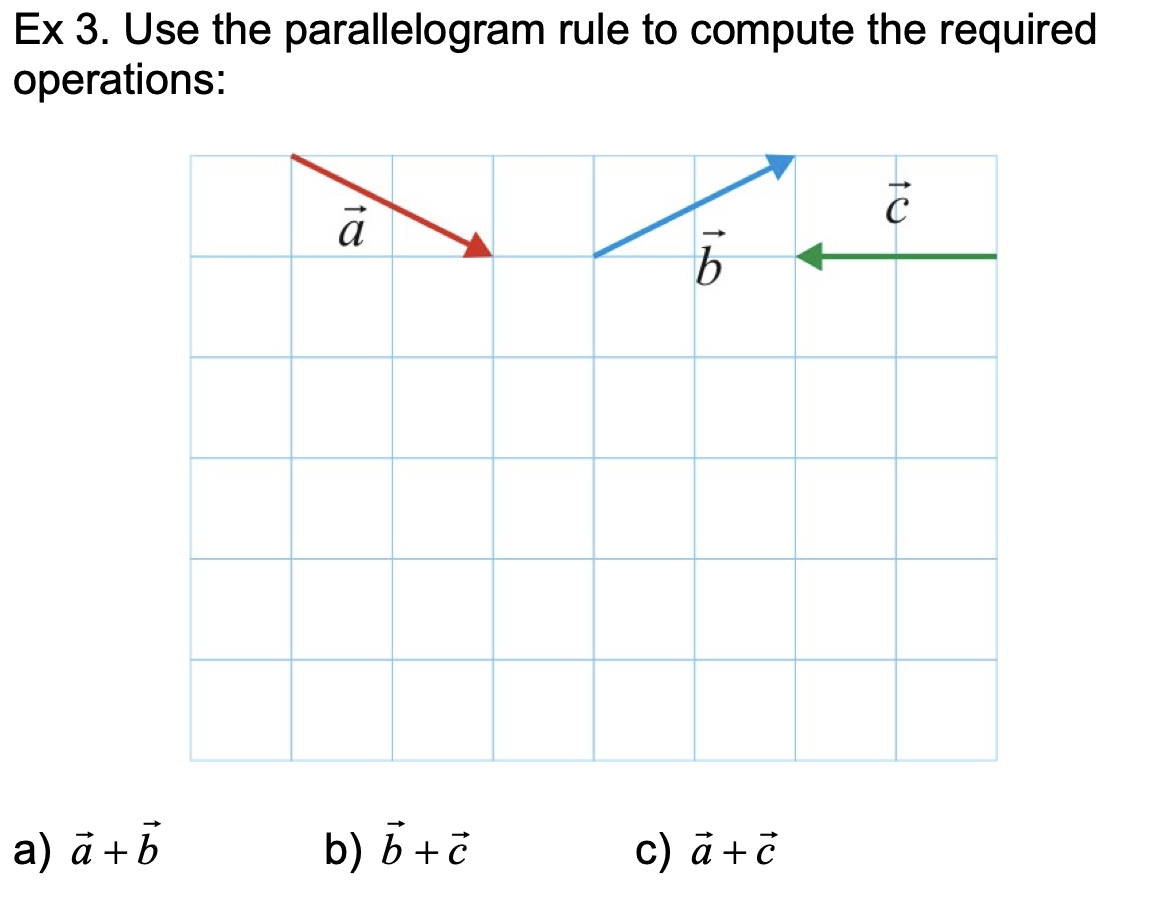 Ex 3. Use the parallelogram rule to compute the required
operations:
a⃗
b⃗
c⃗
a) a⃗ + b⃗ b) b⃗ + c⃗ c) a⃗ + c⃗